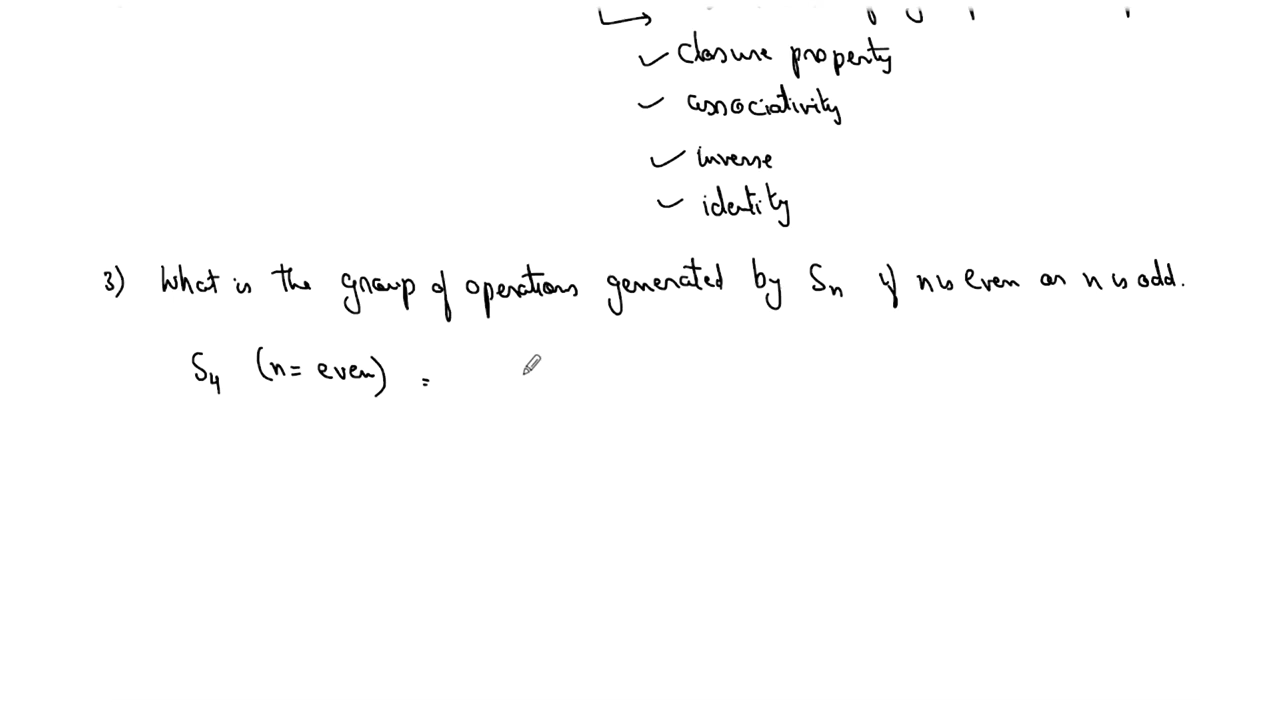 ✓ closure property
✓ associativity
✓ inverse
✓ identity
3) What is the group of operations generated by Sₙ if n is even or n is odd.
S₄ (n = even) =